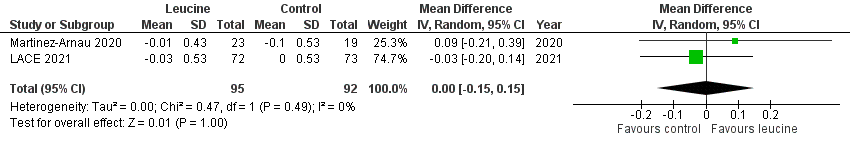 Leucine Control Mean Difference Mean Difference
Study or Subgroup Mean SD Total Mean SD Total Weight IV, Random, 95% CI Year IV, Random, 95% CI
Martinez-Arnau 2020 -0.01 0.43 23 -0.1 0.53 19 25.3% 0.09 [-0.21, 0.39] 2020
LACE 2021 -0.03 0.53 72 0 0.53 73 74.7% -0.03 [-0.20, 0.14] 2021
Total (95% CI) 95 92 100.0% 0.00 [-0.15, 0.15]
Heterogeneity: Tau² = 0.00; Chi² = 0.47, df = 1 (P = 0.49); I² = 0%
Test for overall effect: Z = 0.01 (P = 1.00)
-0.2 -0.1 0 0.1 0.2
Favours control Favours leucine